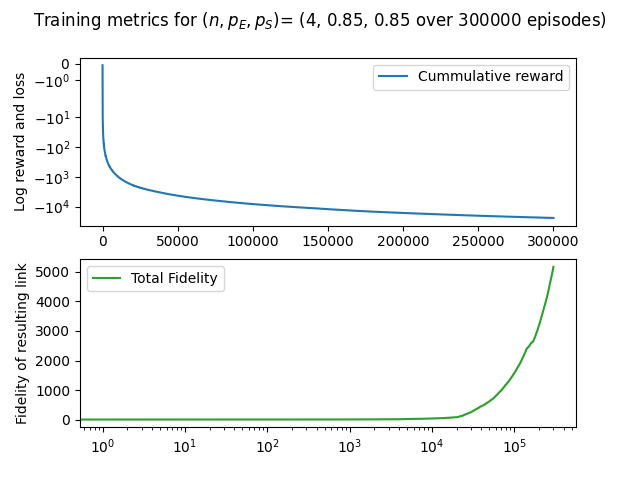 Training metrics for (n, p_E, p_S)= (4, 0.85, 0.85 over 300000 episodes)
Log reward and loss
0
−10^0
−10^1
−10^2
−10^3
−10^4
Cummulative reward
0 50000 100000 150000 200000 250000 300000
Fidelity of resulting link
5000
4000
3000
2000
1000
0
Total Fidelity
10^0 10^1 10^2 10^3 10^4 10^5